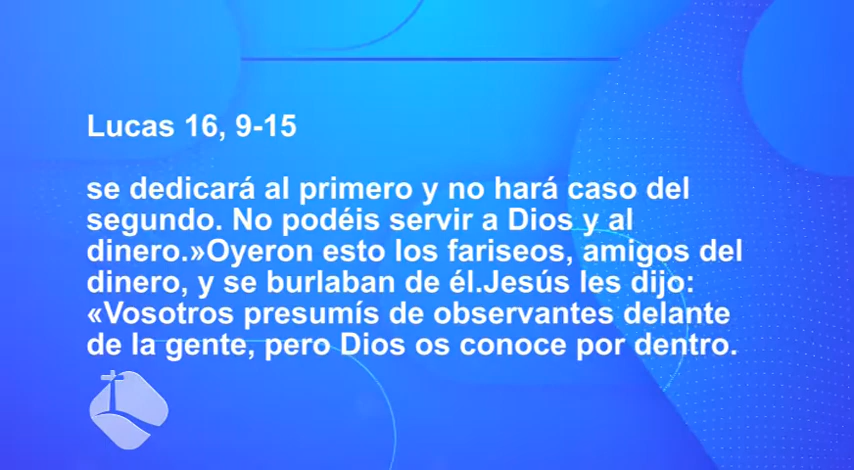 Lucas 16, 9-15
se dedicará al primero y no hará caso del
segundo. No podéis servir a Dios y al
dinero.»Oyeron esto los fariseos, amigos del
dinero, y se burlaban de él.Jesús les dijo:
«Vosotros presumís de observantes delante
de la gente, pero Dios os conoce por dentro.